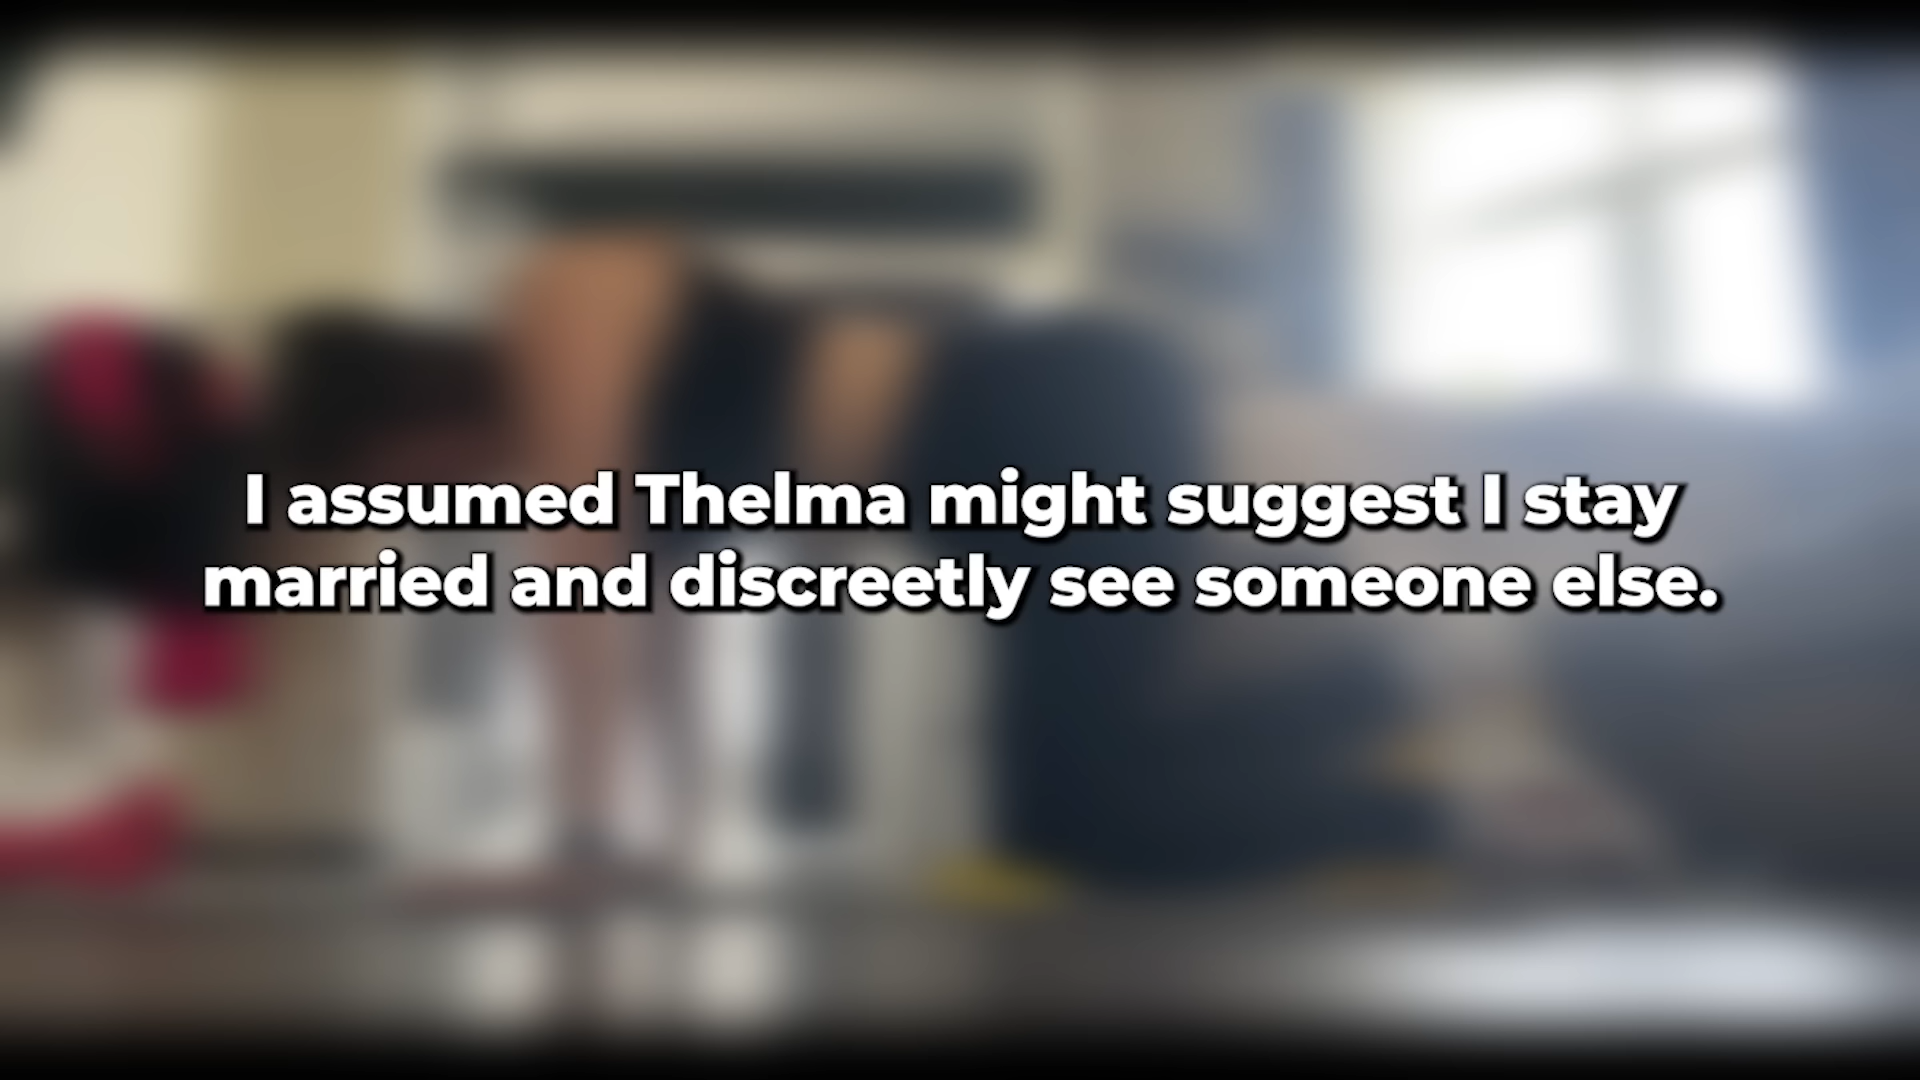 I assumed Thelma might suggest I stay
married and discreetly see someone else.